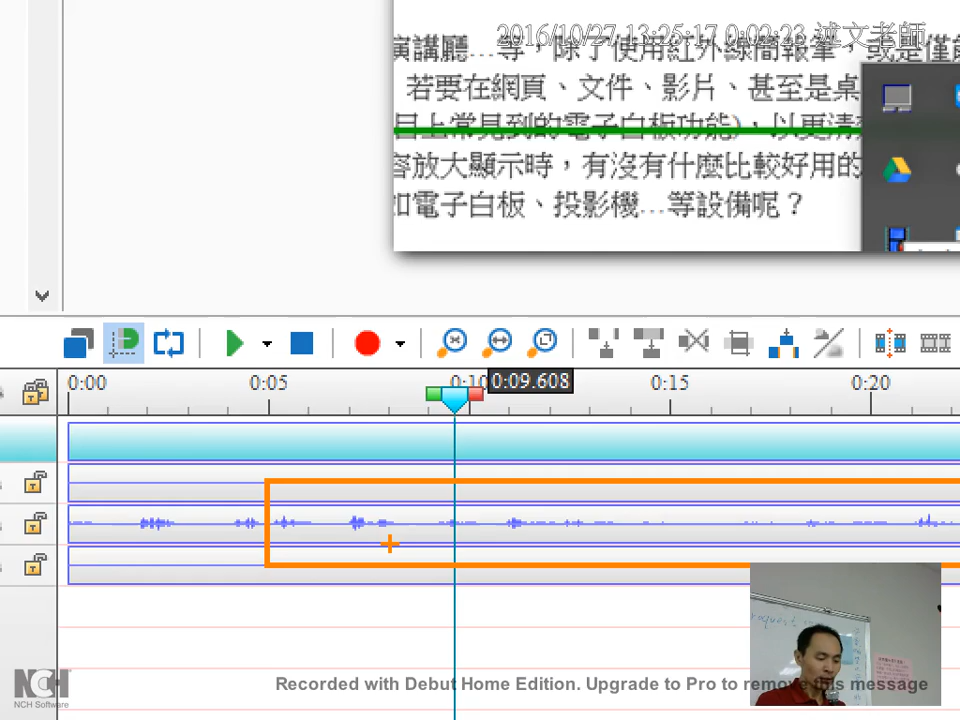 2016/10/27 13:25:17 0:02:23 述文老師
演講廳…等，除了使用紅外線簡報筆，或是僅
若要在網頁、文件、影片、甚至是桌
目上常見到的電子白板功能)，以更清
容放大顯示時，有沒有什麼比較好用的
如電子白板、投影機…等設備呢？
0:00
0:05
0:10
0:09.608
0:15
0:20
NCH
NCH Software
Recorded with Debut Home Edition. Upgrade to Pro to remove this message